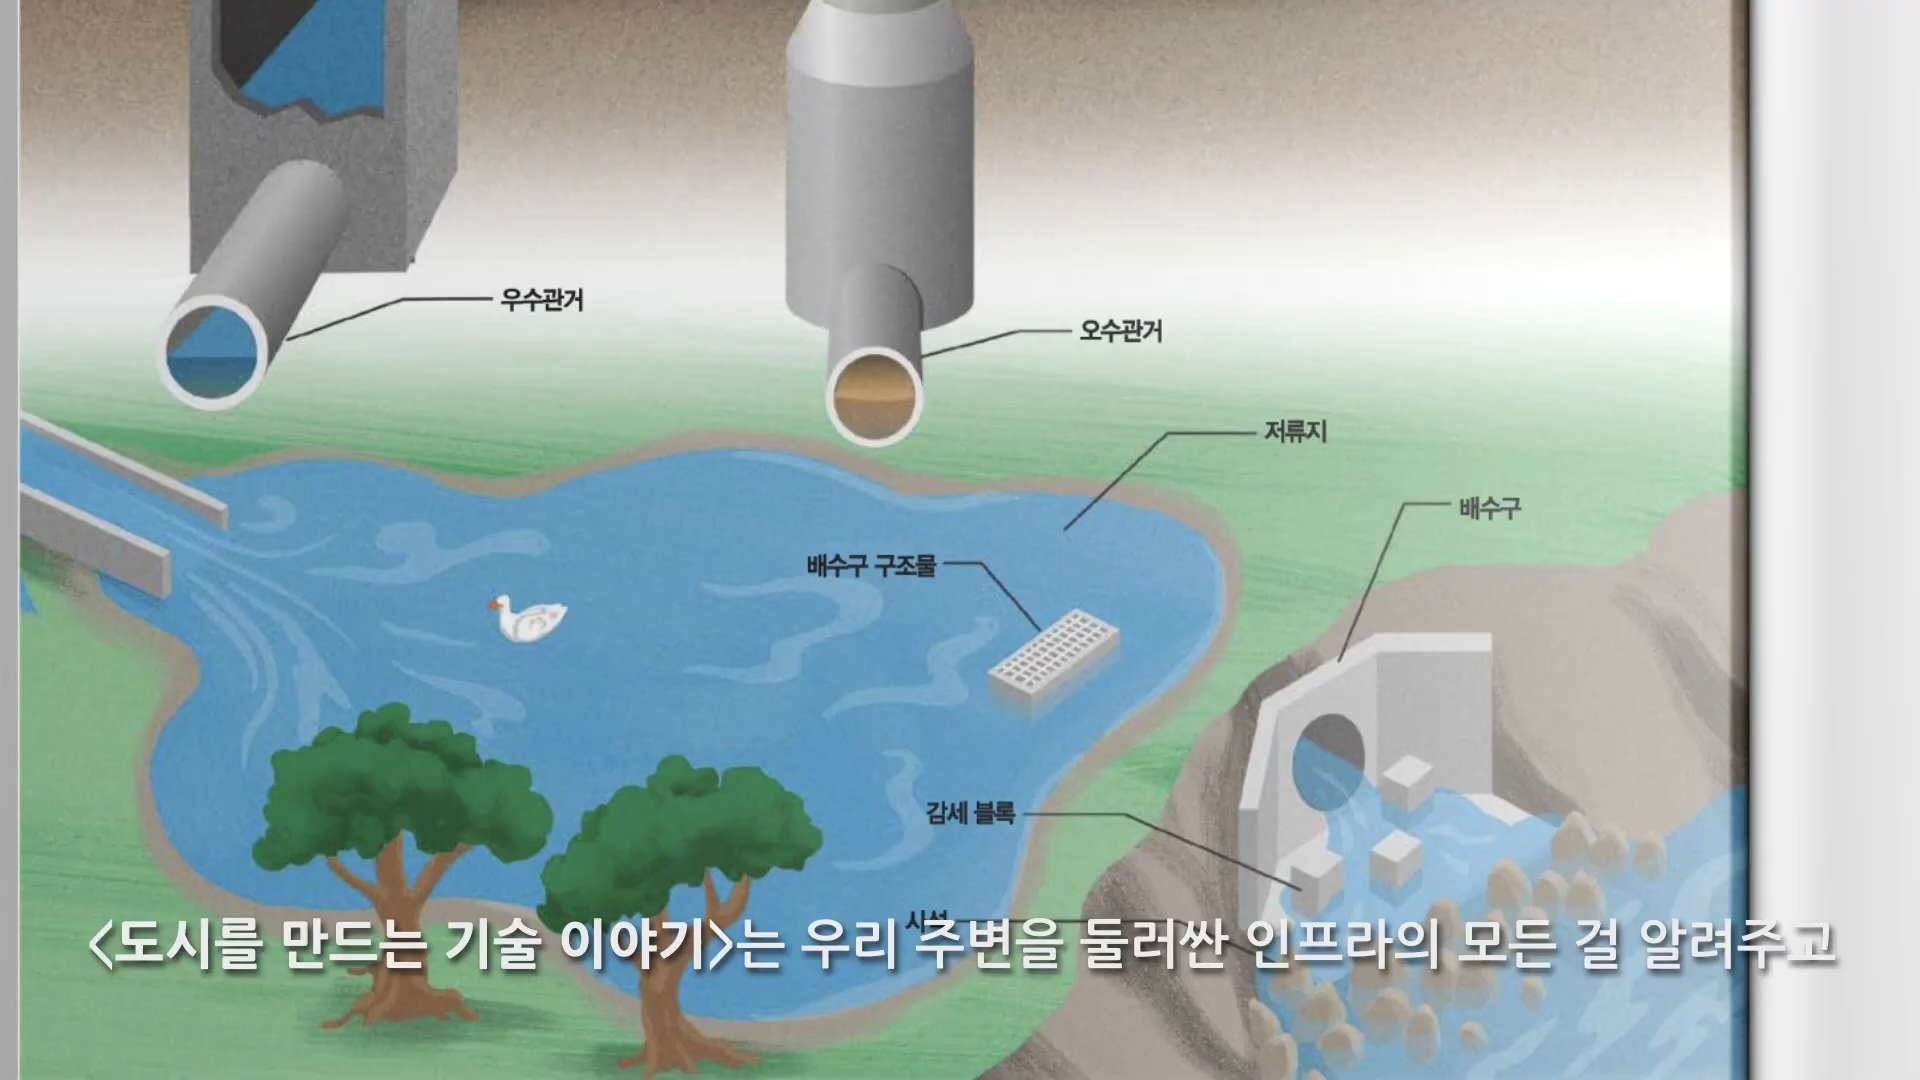 우수관거
오수관거
저류지
배수구
배수구 구조물
감세 블록
<도시를 만드는 기술 이야기>는 우리 주변을 둘러싼 인프라의 모든 걸 알려주고